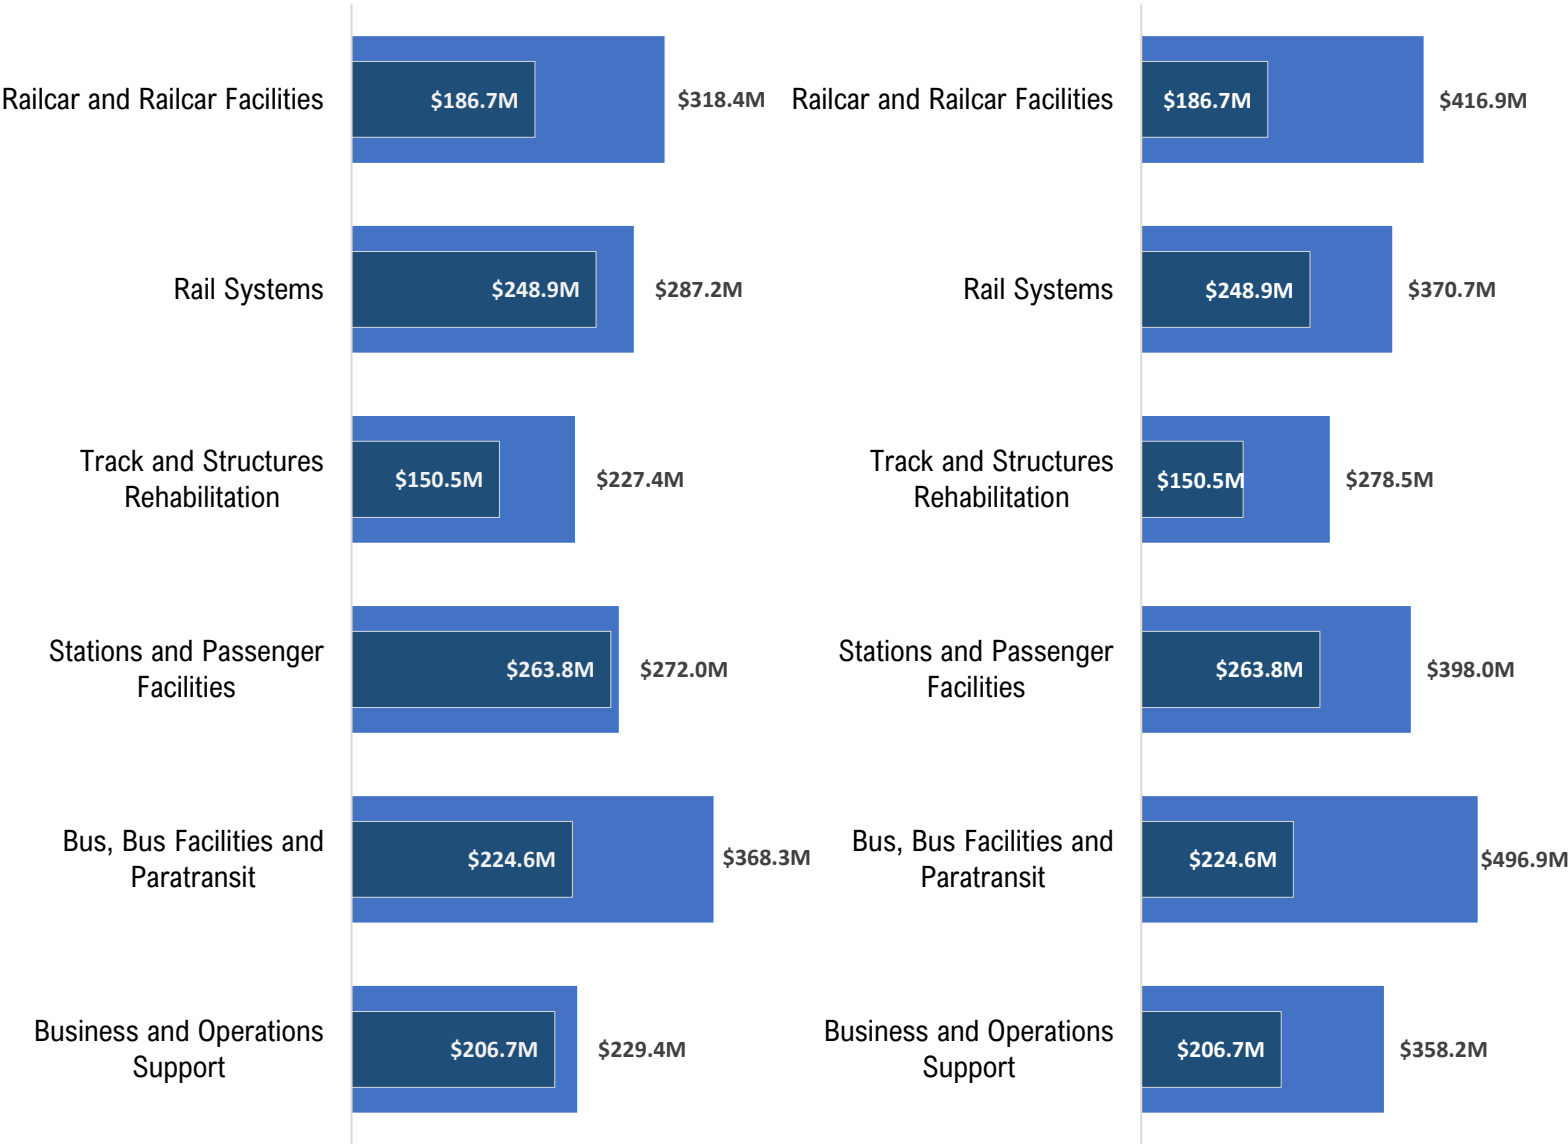 Railcar and Railcar Facilities
$186.7M
$318.4M
Rail Systems
$248.9M
$287.2M
Track and Structures
Rehabilitation
$150.5M
$227.4M
Stations and Passenger
Facilities
$263.8M
$272.0M
Bus, Bus Facilities and
Paratransit
$224.6M
$368.3M
Business and Operations
Support
$206.7M
$229.4M
Railcar and Railcar Facilities
$186.7M
$416.9M
Rail Systems
$248.9M
$370.7M
Track and Structures
Rehabilitation
$150.5M
$278.5M
Stations and Passenger
Facilities
$263.8M
$398.0M
Bus, Bus Facilities and
Paratransit
$224.6M
$496.9M
Business and Operations
Support
$206.7M
$358.2M